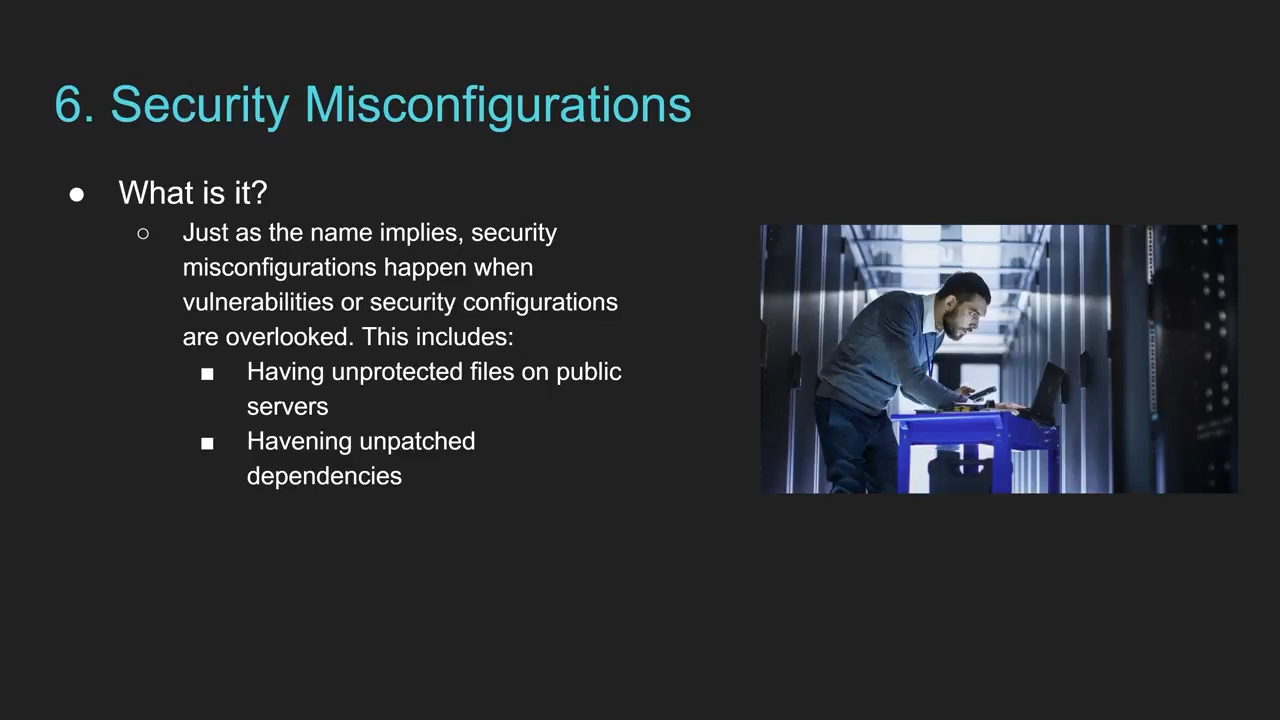 6. Security Misconfigurations
● What is it?
○ Just as the name implies, security
misconfigurations happen when
vulnerabilities or security configurations
are overlooked. This includes:
■ Having unprotected files on public
servers
■ Havening unpatched
dependencies